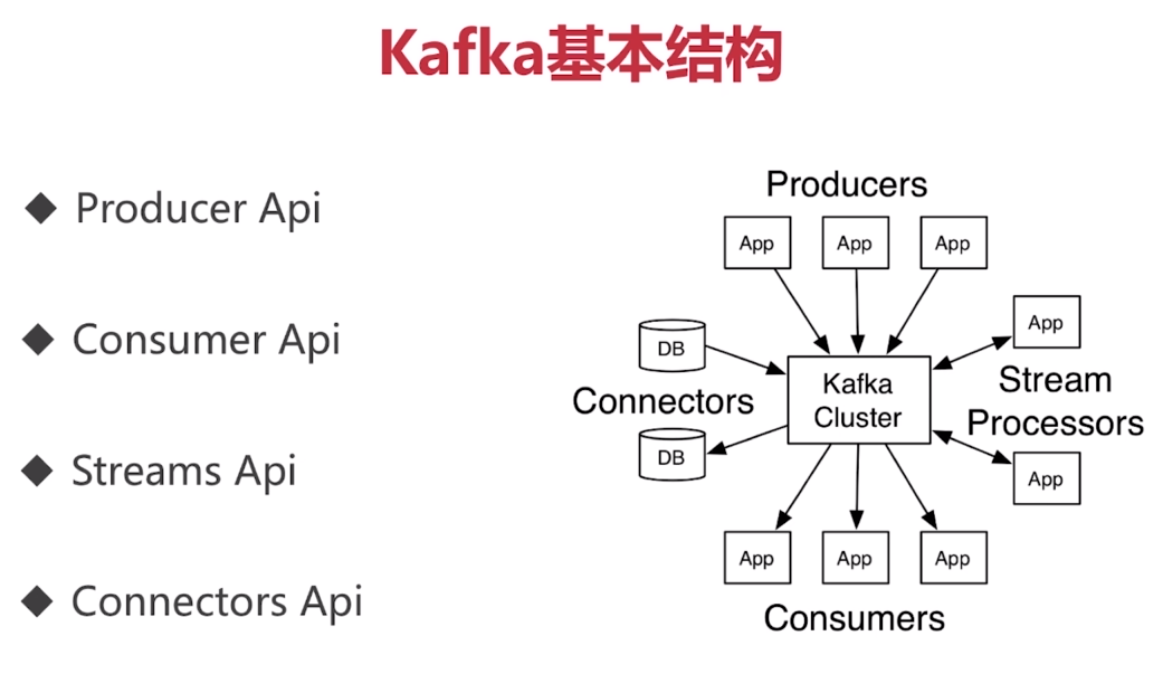 Kafka基本结构
Producer Api
Consumer Api
Streams Api
Connectors Api
Producers
App
App
App
App
DB
Kafka
Cluster
Stream
Processors
Connectors
DB
App
App
App
App
Consumers